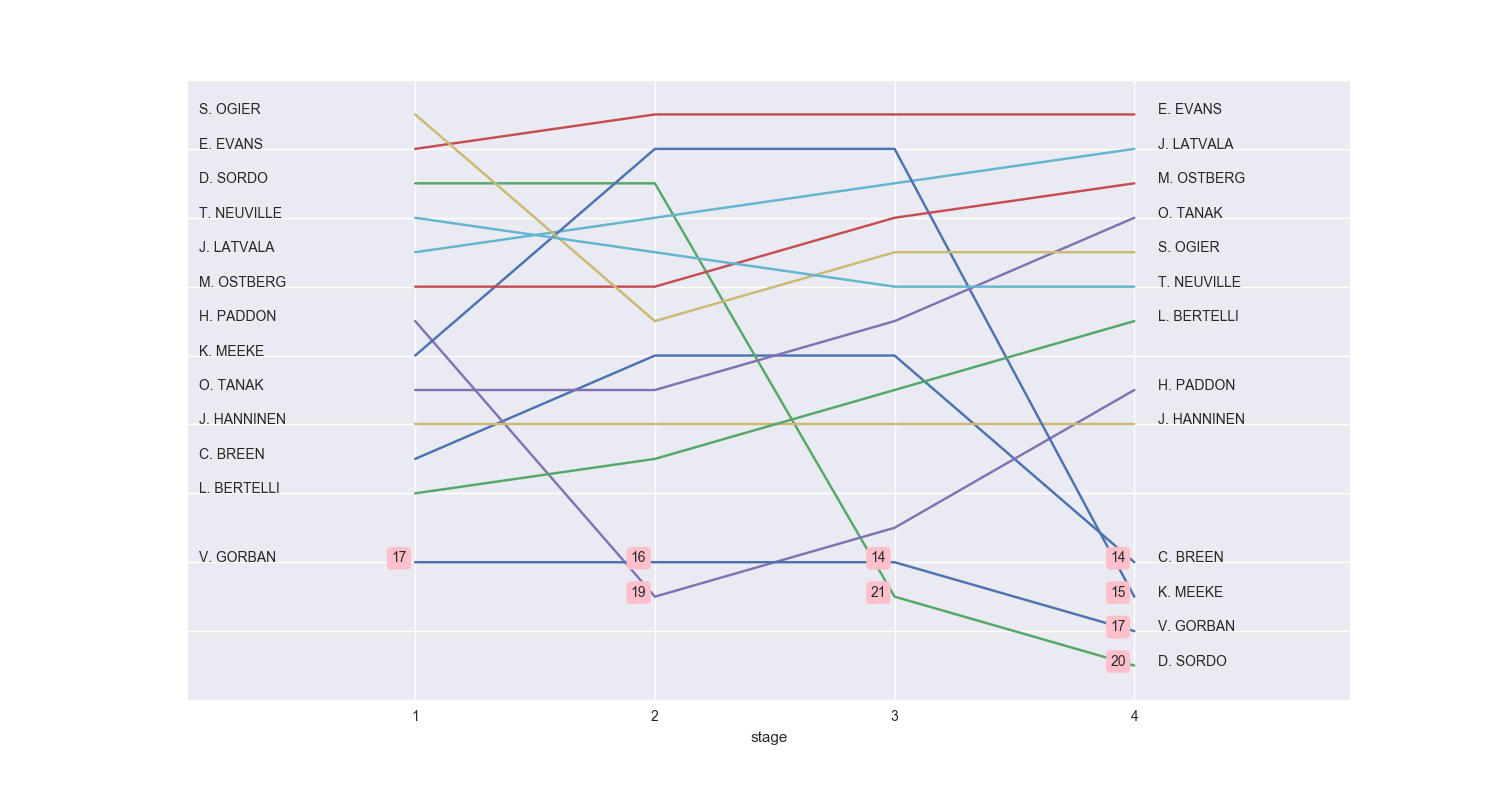 S. OGIER
E. EVANS
E. EVANS
J. LATVALA
D. SORDO
M. OSTBERG
T. NEUVILLE
O. TANAK
J. LATVALA
S. OGIER
M. OSTBERG
T. NEUVILLE
H. PADDON
L. BERTELLI
K. MEEKE
O. TANAK
H. PADDON
J. HANNINEN
J. HANNINEN
C. BREEN
L. BERTELLI
V. GORBAN 17 16 14 14 C. BREEN
19 21 15 K. MEEKE
17 V. GORBAN
20 D. SORDO
1 2 3 4
stage